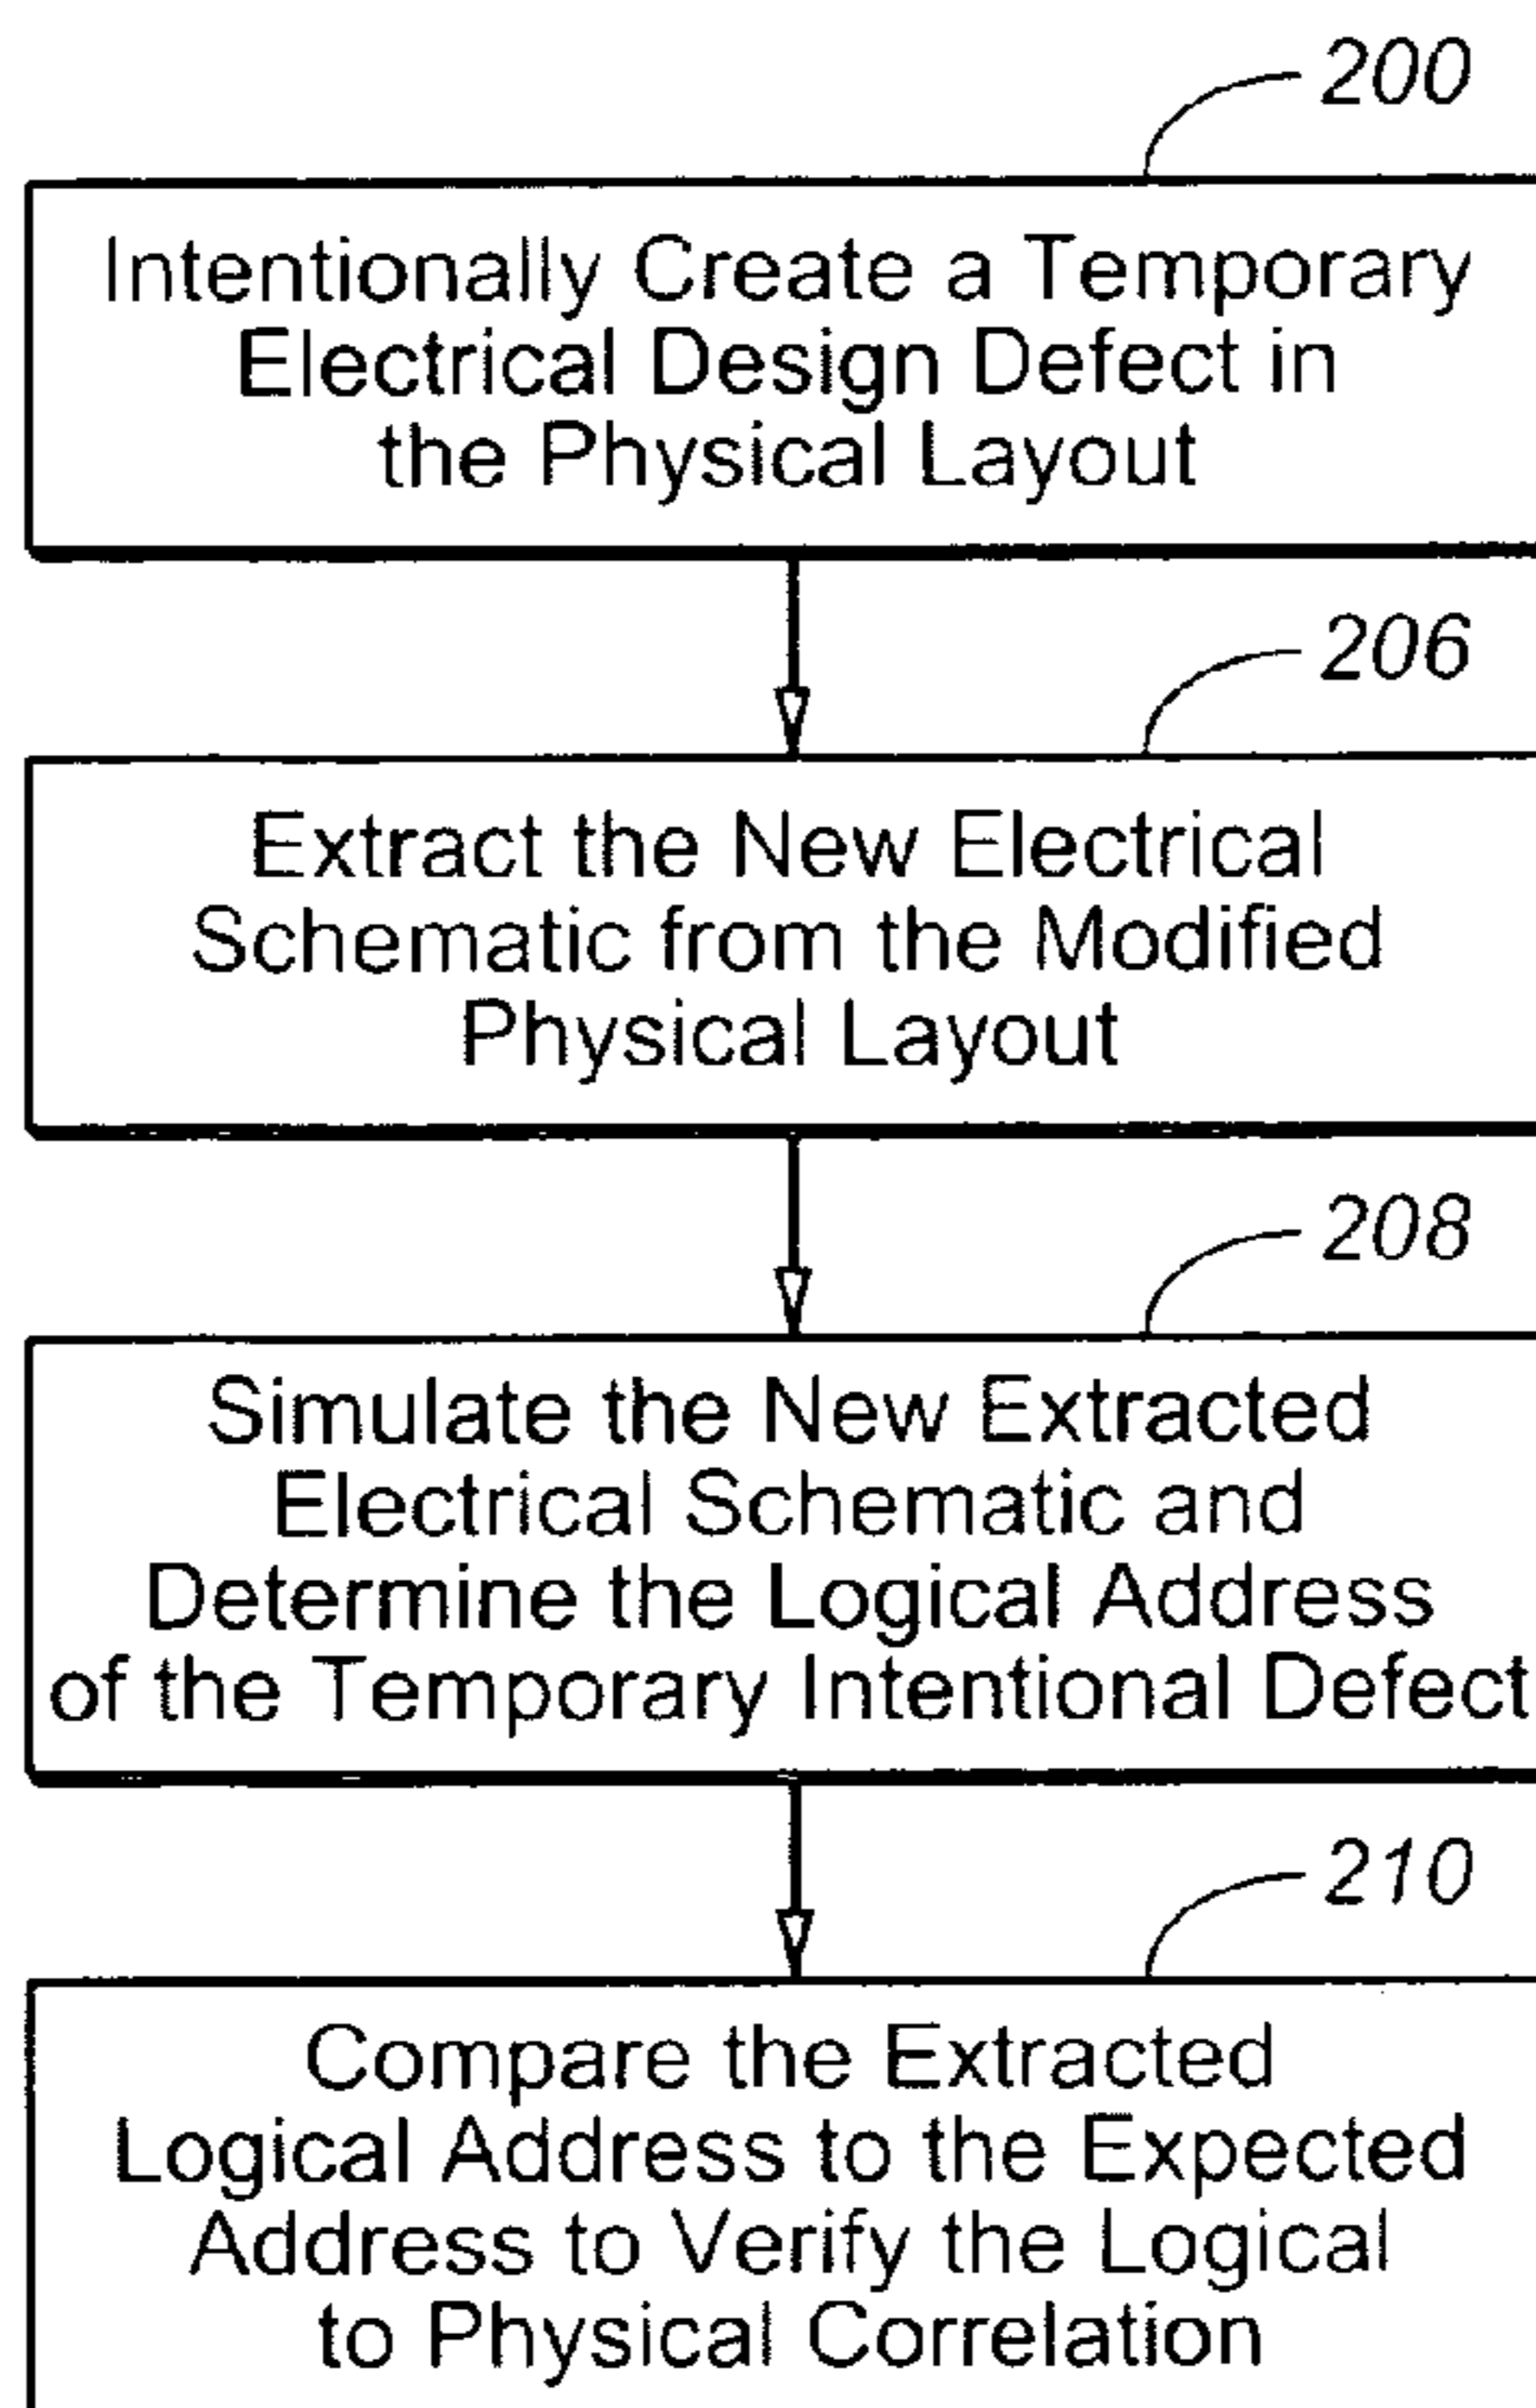 200
Intentionally Create a Temporary
Electrical Design Defect in
the Physical Layout
206
Extract the New Electrical
Schematic from the Modified
Physical Layout
208
Simulate the New Extracted
Electrical Schematic and
Determine the Logical Address
of the Temporary Intentional Defect
210
Compare the Extracted
Logical Address to the Expected
Address to Verify the Logical
to Physical Correlation